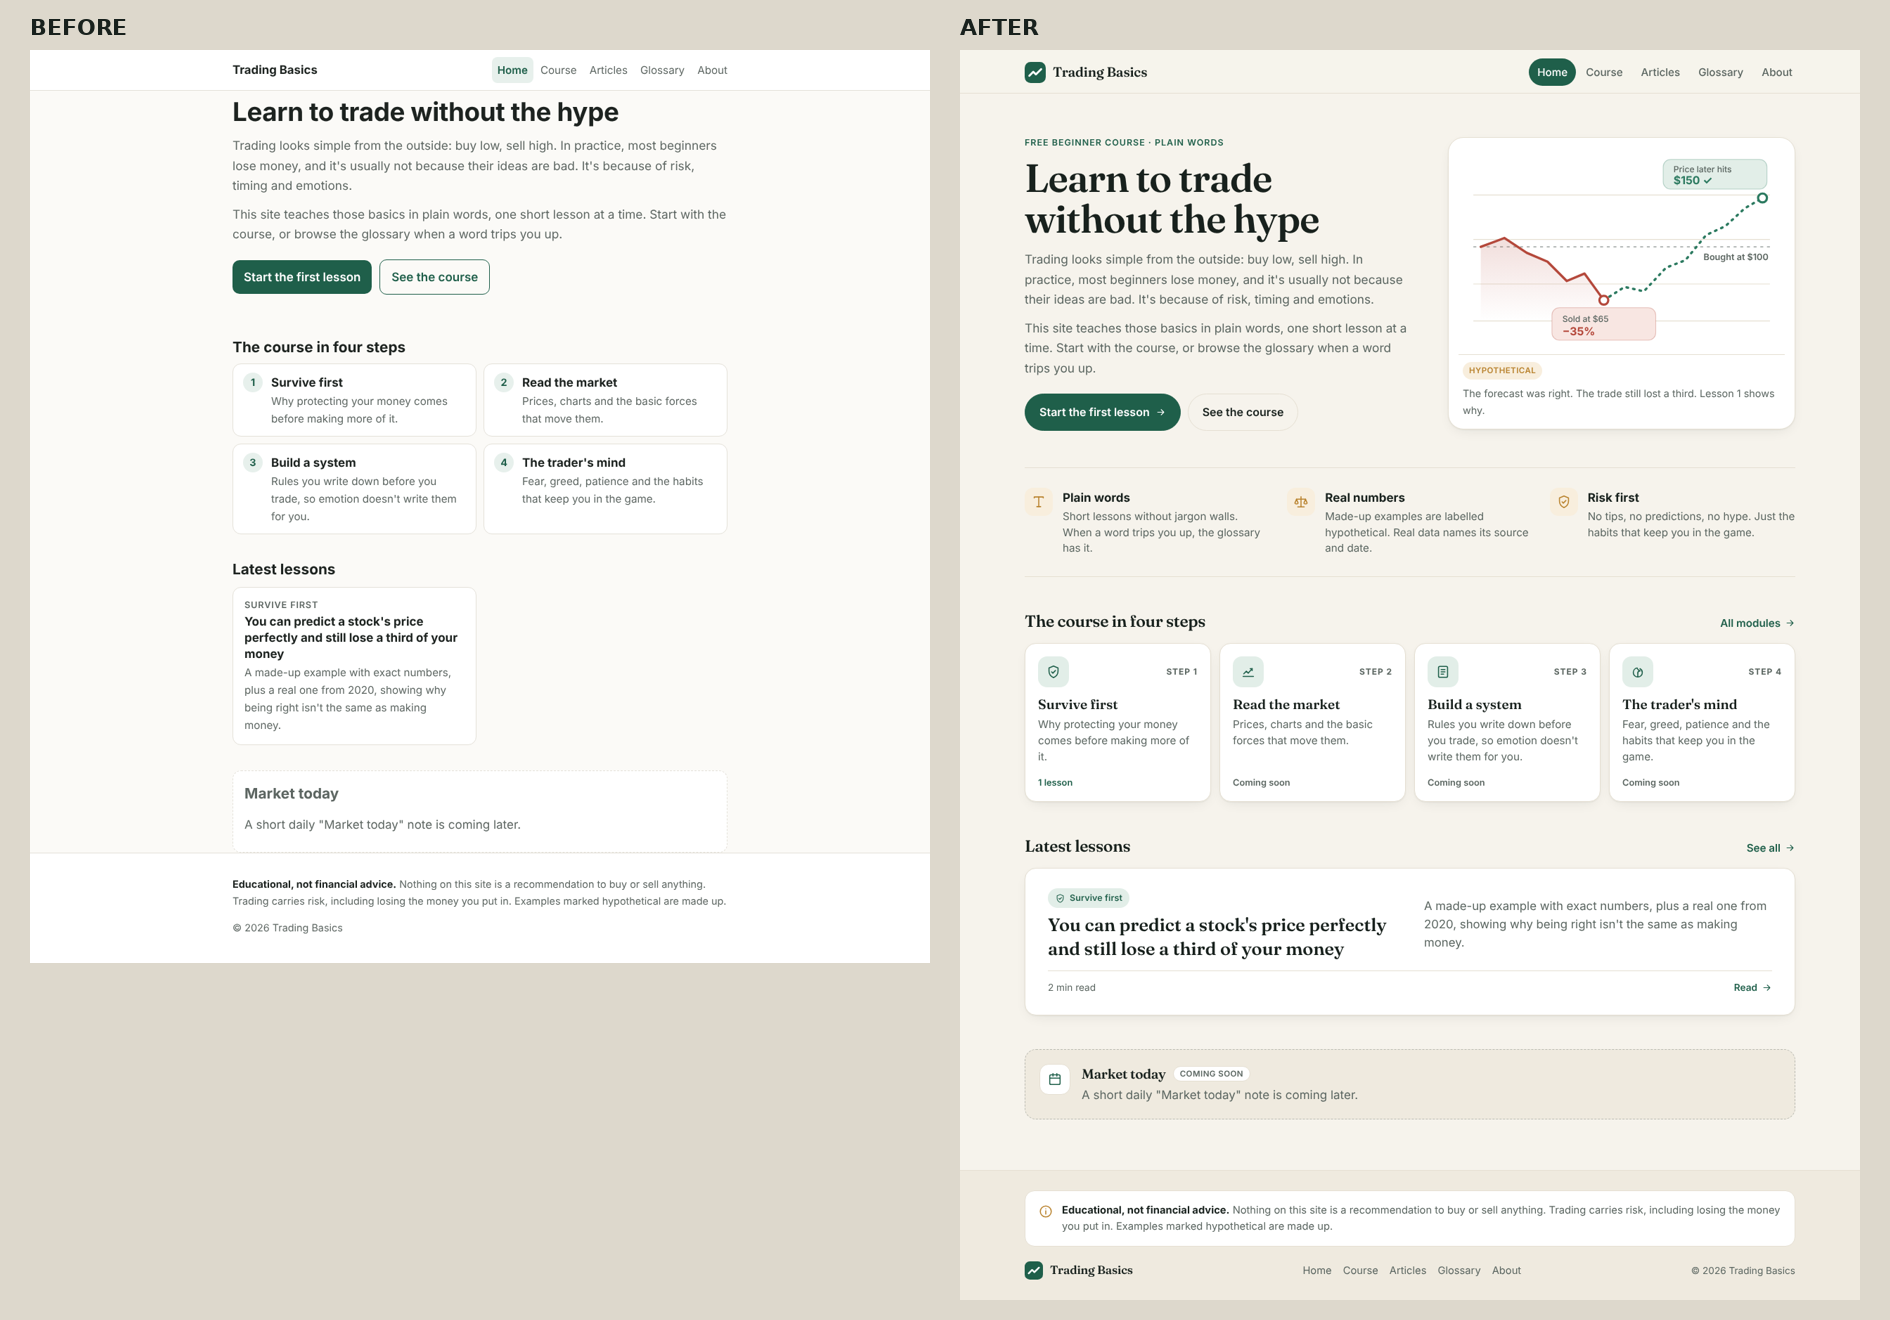 BEFORE
Trading Basics
Home Course Articles Glossary About
Learn to trade without the hype
Trading looks simple from the outside: buy low, sell high. In practice, most beginners
lose money, and it's usually not because their ideas are bad. It's because of risk,
timing and emotions.
This site teaches those basics in plain words, one short lesson at a time. Start with the
course, or browse the glossary when a word trips you up.
Start the first lesson
See the course
The course in four steps
1 Survive first
Why protecting your money comes
before making more of it.
2 Read the market
Prices, charts and the basic forces
that move them.
3 Build a system
Rules you write down before you
trade, so emotion doesn't write them
for you.
4 The trader's mind
Fear, greed, patience and the habits
that keep you in the game.
Latest lessons
SURVIVE FIRST
You can predict a stock's price
perfectly and still lose a third of your
money
A made-up example with exact numbers,
plus a real one from 2020, showing why
being right isn't the same as making
money.
Market today
A short daily "Market today" note is coming later.
Educational, not financial advice. Nothing on this site is a recommendation to buy or sell anything.
Trading carries risk, including losing the money you put in. Examples marked hypothetical are made up.
© 2026 Trading Basics
AFTER
Trading Basics
Home Course Articles Glossary About
FREE BEGINNER COURSE · PLAIN WORDS
Learn to trade
without the hype
Trading looks simple from the outside: buy low, sell high. In
practice, most beginners lose money, and it's usually not because
their ideas are bad. It's because of risk, timing and emotions.
This site teaches those basics in plain words, one short lesson at a
time. Start with the course, or browse the glossary when a word
trips you up.
Start the first lesson →
See the course
Price later hits
$150 ✓
Bought at $100
Sold at $65
−35%
HYPOTHETICAL
The forecast was right. The trade still lost a third. Lesson 1 shows
why.
Plain words
Short lessons without jargon walls.
When a word trips you up, the glossary
has it.
Real numbers
Made-up examples are labelled
hypothetical. Real data names its source
and date.
Risk first
No tips, no predictions, no hype. Just the
habits that keep you in the game.
The course in four steps
All modules →
STEP 1
Survive first
Why protecting your money
comes before making more of
it.
1 lesson
STEP 2
Read the market
Prices, charts and the basic
forces that move them.
Coming soon
STEP 3
Build a system
Rules you write down before
you trade, so emotion doesn't
write them for you.
Coming soon
STEP 4
The trader's mind
Fear, greed, patience and the
habits that keep you in the
game.
Coming soon
Latest lessons
See all →
Survive first
You can predict a stock's price perfectly
and still lose a third of your money
A made-up example with exact numbers, plus a real one from
2020, showing why being right isn't the same as making
money.
2 min read
Read →
Market today COMING SOON
A short daily "Market today" note is coming later.
Educational, not financial advice. Nothing on this site is a recommendation to buy or sell anything. Trading carries risk, including losing the money
you put in. Examples marked hypothetical are made up.
Trading Basics
Home Course Articles Glossary About
© 2026 Trading Basics